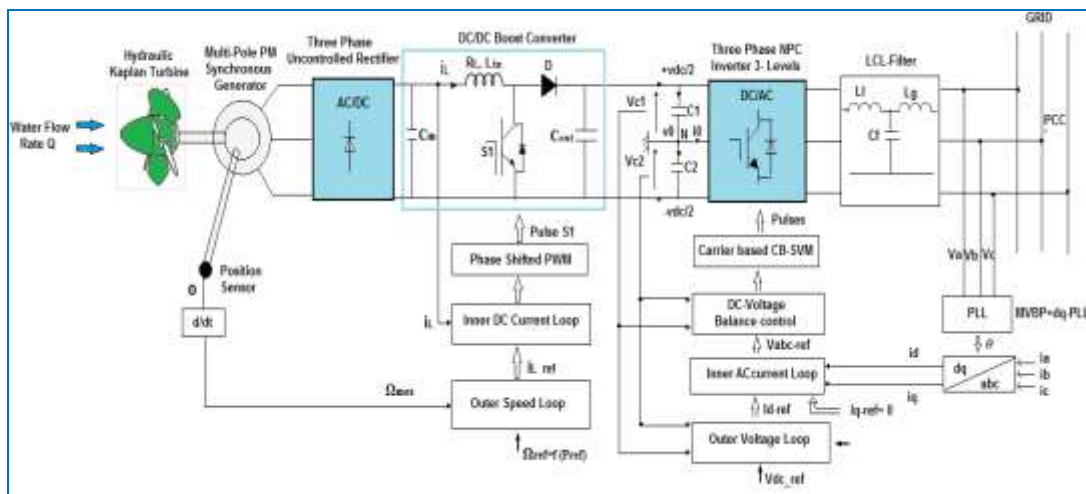 GRID
Hydraulic
Kaplan Turbine
Multi-Pole PM
Synchronous
Generator
Three Phase
Uncontrolled Rectifier
DC/DC Boost Converter
Three Phase NPC
Inverter 3- Levels
LCL-Filter
Water Flow
Rate Q
AC/DC
iL
RL, Lin
D
Cin
S1
Cout
+vdc/2
Vc1
C1
v0
N
i0
Vc2
C2
-vdc/2
DC/AC
Ll
Lg
Cf
PCC
Pulse S1
Pulses
Phase Shifted PWM
Carrier based CB-SVM
Va
Vb
Vc
Position
Sensor
Θ
d/dt
iL
Inner DC Current Loop
DC-Voltage
Balance control
PLL
MVBP=dq-PLL
θ
iL ref
Vabc-ref
Inner ACcurrent Loop
id
iq
dq
abc
ia
ib
ic
Ωmes
Outer Speed Loop
Id-ref
Iq-ref= 0
Outer Voltage Loop
Ωref=f (Pref)
Vdc_ref